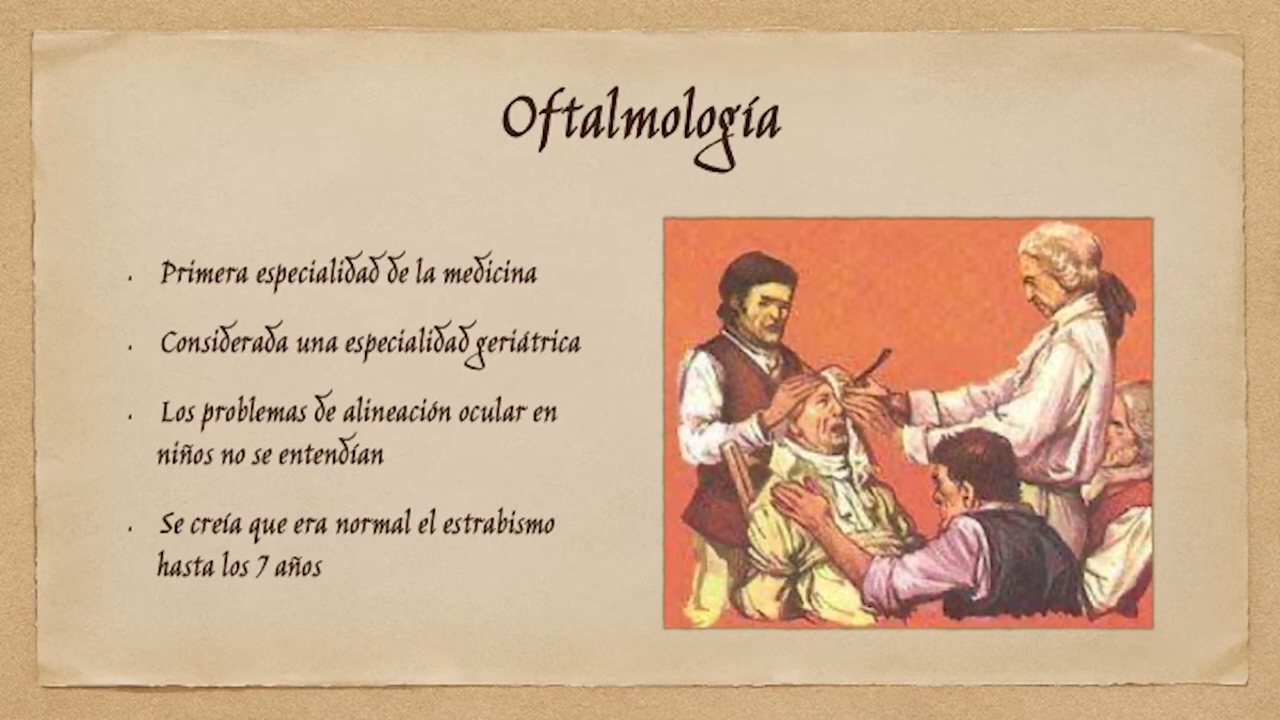 Oftalmología
. Primera especialidad de la medicina
. Considerada una especialidad geriátrica
. Los problemas de alineación ocular en
niños no se entendían
. Se creía que era normal el estrabismo
hasta los 7 años